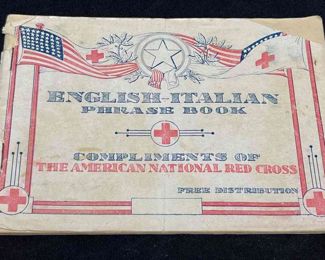 ENGLISH-ITALIAN
PHRASE BOOK
COMPLIMENTS OF
THE AMERICAN NATIONAL RED CROSS
FREE DISTRIBUTION